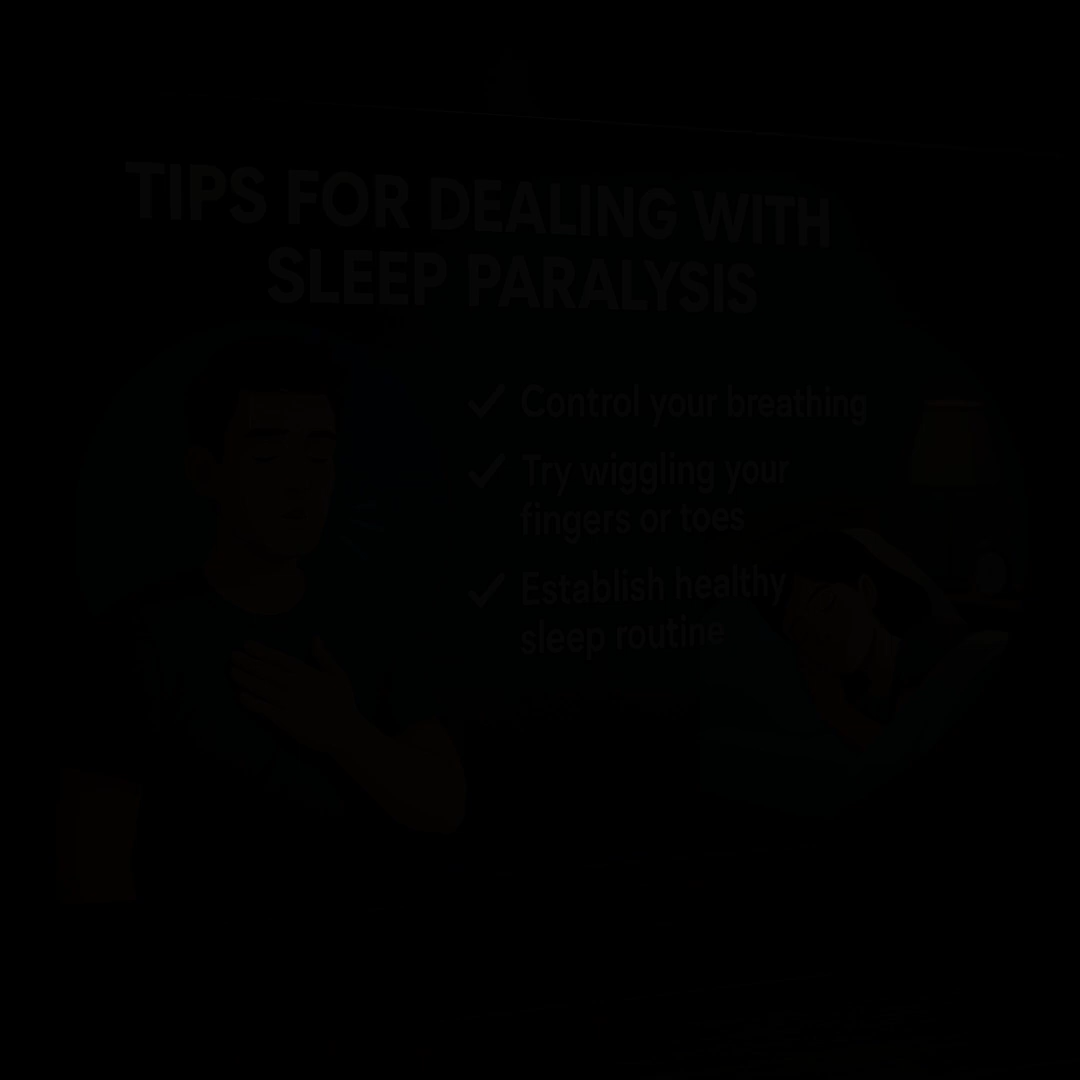 TIPS FOR DEALING WITH
SLEEP PARALYSIS
Control your breathing
Try wiggling your
fingers or toes
Establish healthy
sleep routine